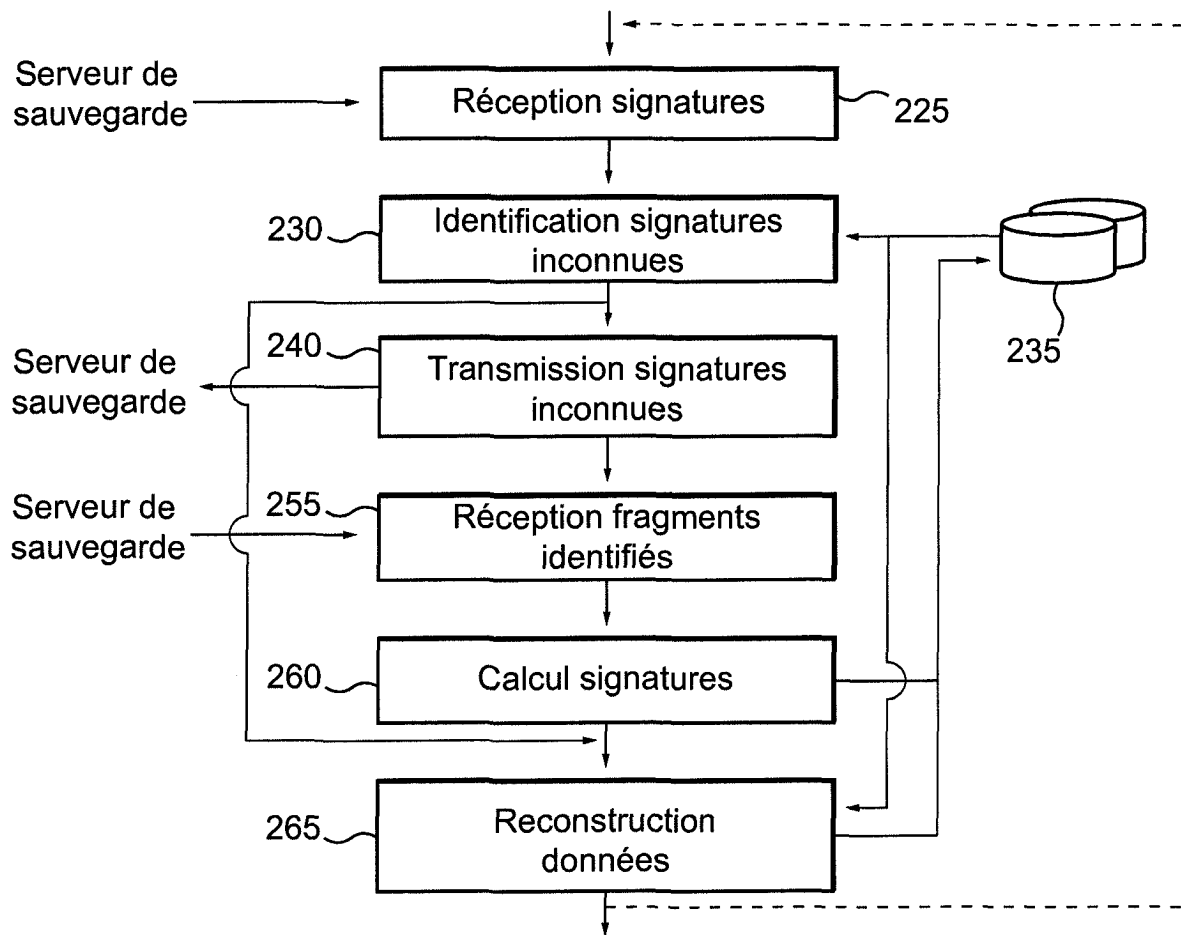 Serveur de
sauvegarde
Réception signatures
225
230
Identification signatures
inconnues
235
Serveur de
sauvegarde
240
Transmission signatures
inconnues
Serveur de
sauvegarde
255
Réception fragments
identifiés
260
Calcul signatures
265
Reconstruction
données